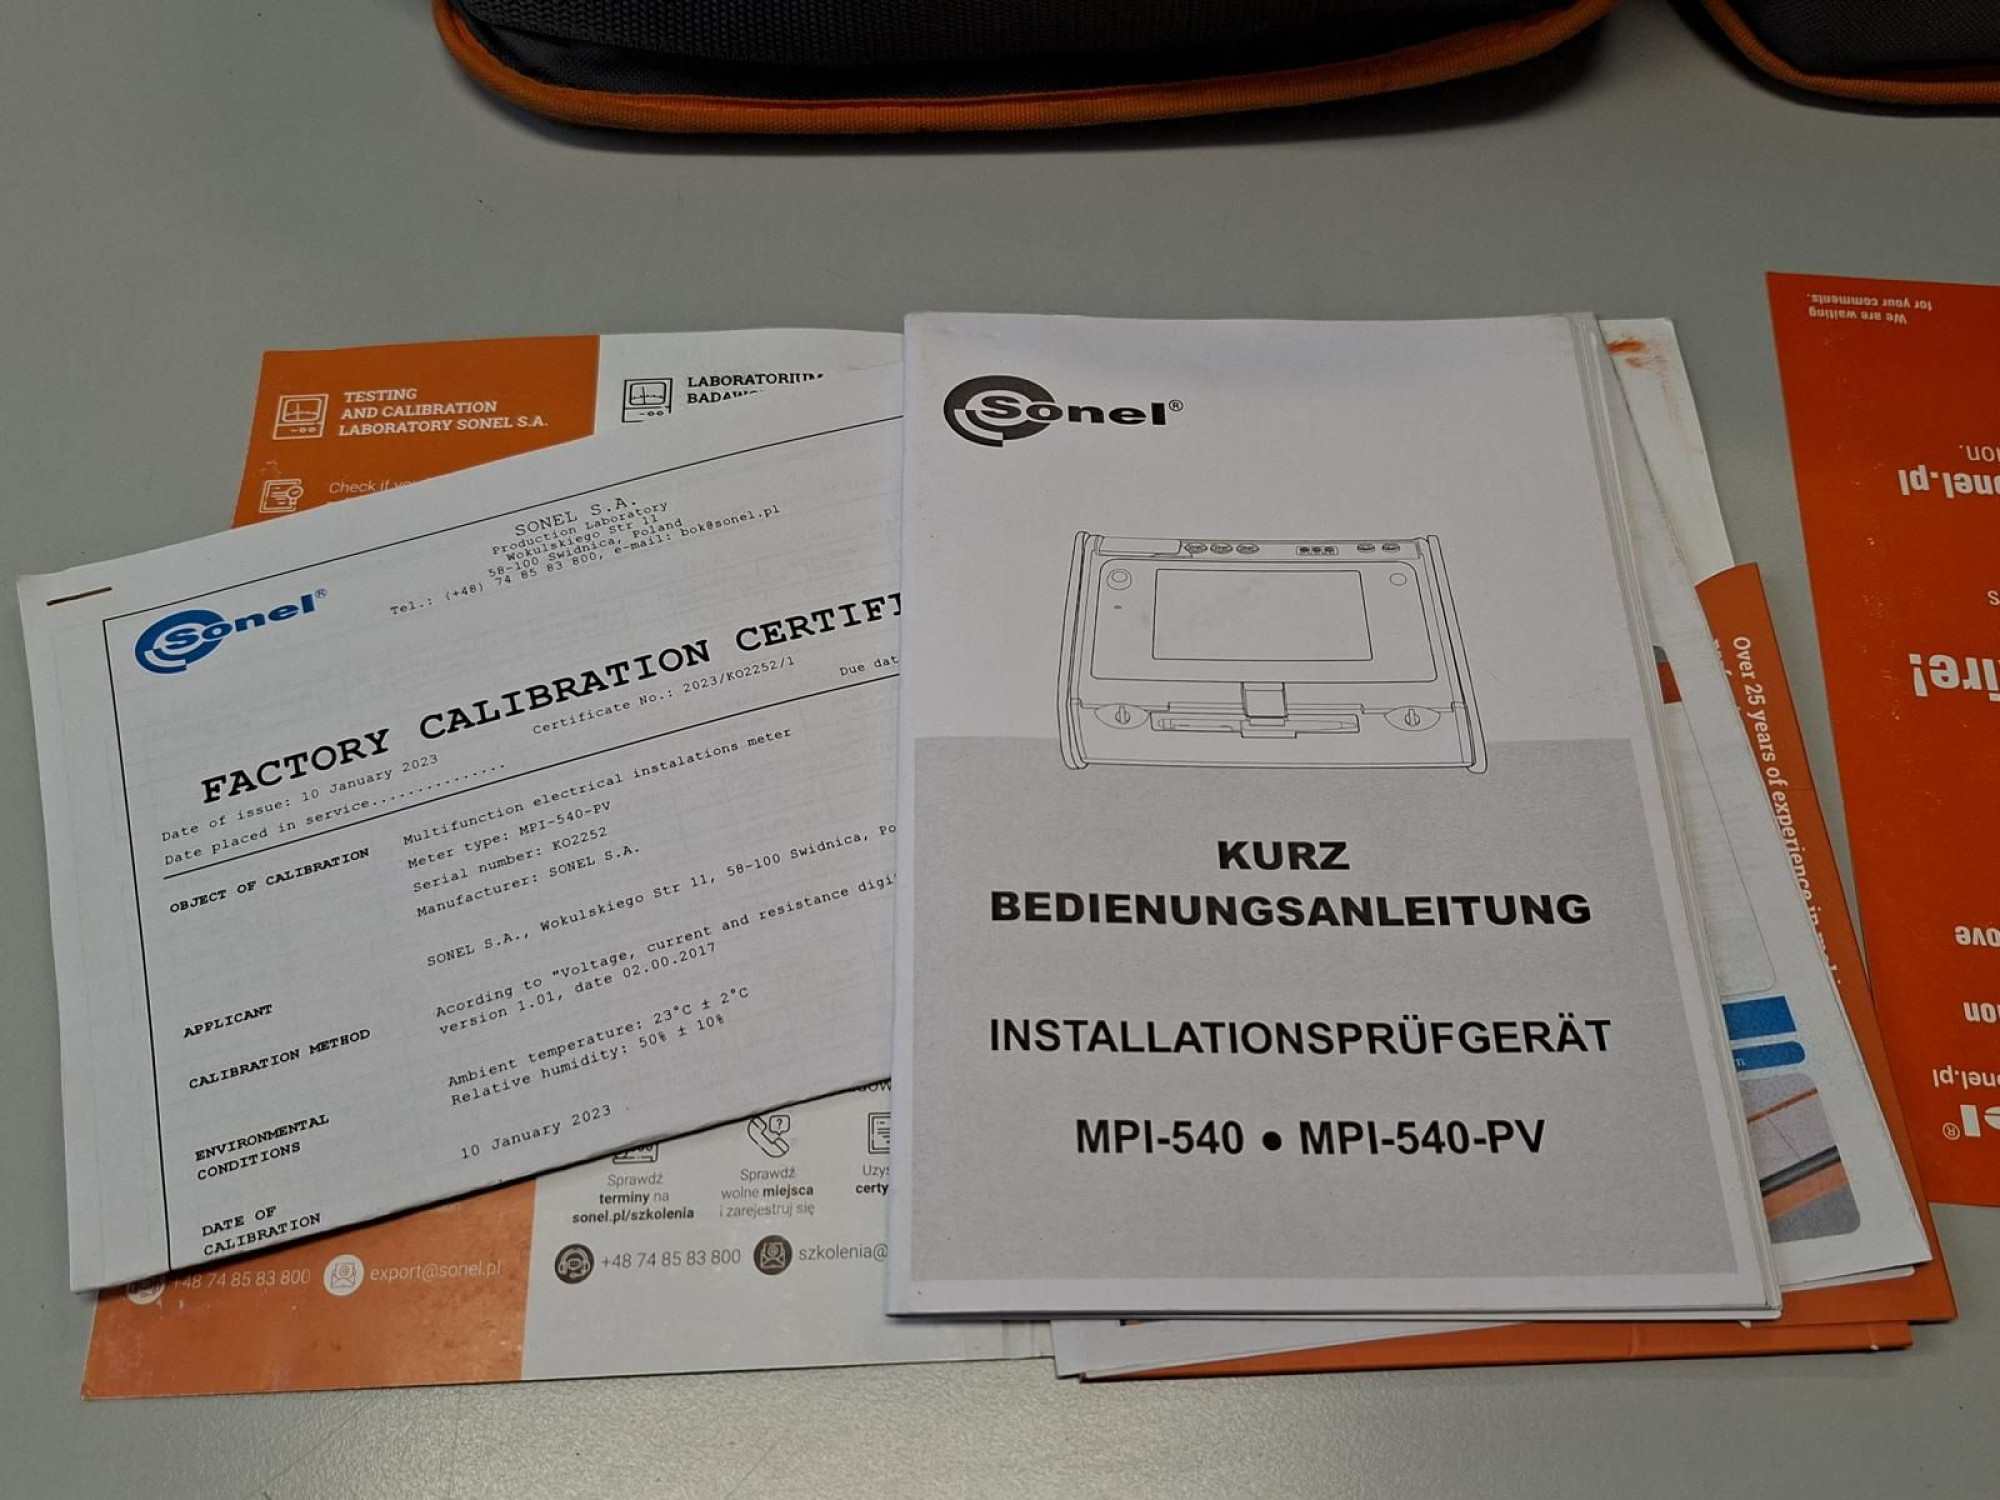 TESTING
AND CALIBRATION
LABORATORY SONEL S.A.
Check if
LABORATORIUM
SONEL S.A.
Production Laboratory
Wokulskiego Str 11
58-100 Swidnica, Poland
Tel.: (+48) 74 85 83 800, e-mail: bok@sonel.pl
Sonel®
FACTORY CALIBRATION CERTIFI
Certificate No.: 2023/KO2252/1
Date of issue: 10 January 2023
Due dat
Date placed in service...............
OBJECT OF CALIBRATION
Multifunction electrical instalations meter
Meter type: MPI-540-PV
Serial number: KO2252
Manufacturer: SONEL S.A.
APPLICANT
SONEL S.A., Wokulskiego Str 11, 58-100 Swidnica, Po
CALIBRATION METHOD
Acording to "Voltage, current and resistance digi
version 1.01, date 02.00.2017
ENVIRONMENTAL
CONDITIONS
Ambient temperature: 23°C ± 2°C
Relative humidity: 50% ± 10%
DATE OF
CALIBRATION
10 January 2023
+48 74 85 83 800
export@sonel.pl
Sprawdź
terminy na
sonel.pl/szkolenia
Sprawdź
wolne miejsca
i zarejestruj się
Uzys
certy
+48 74 85 83 800
szkolenia@
Sonel®
KURZ
BEDIENUNGSANLEITUNG
INSTALLATIONSPRÜFGERÄT
MPI-540 ● MPI-540-PV
Over 25 years of experience in
We are waiting
for your comments.